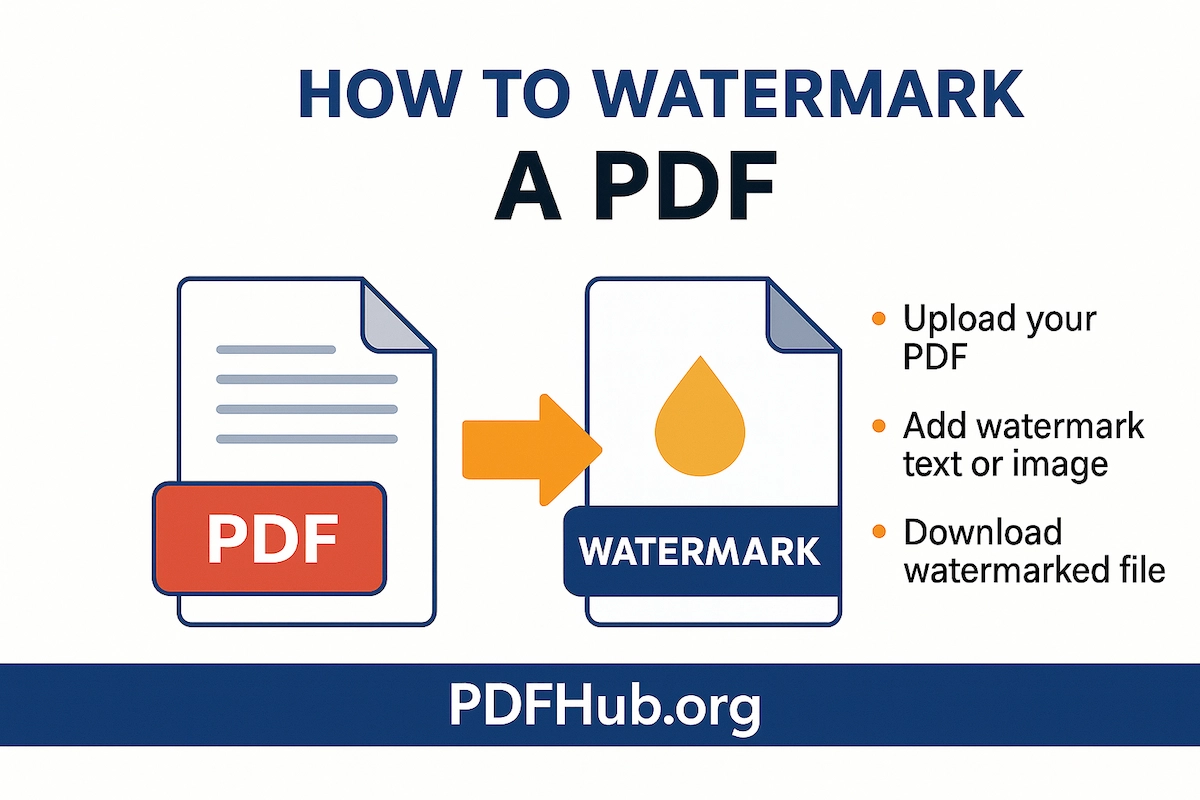 HOW TO WATERMARK
A PDF
PDF
WATERMARK
• Upload your
PDF
• Add watermark
text or image
• Download
watermarked file
PDFHub.org